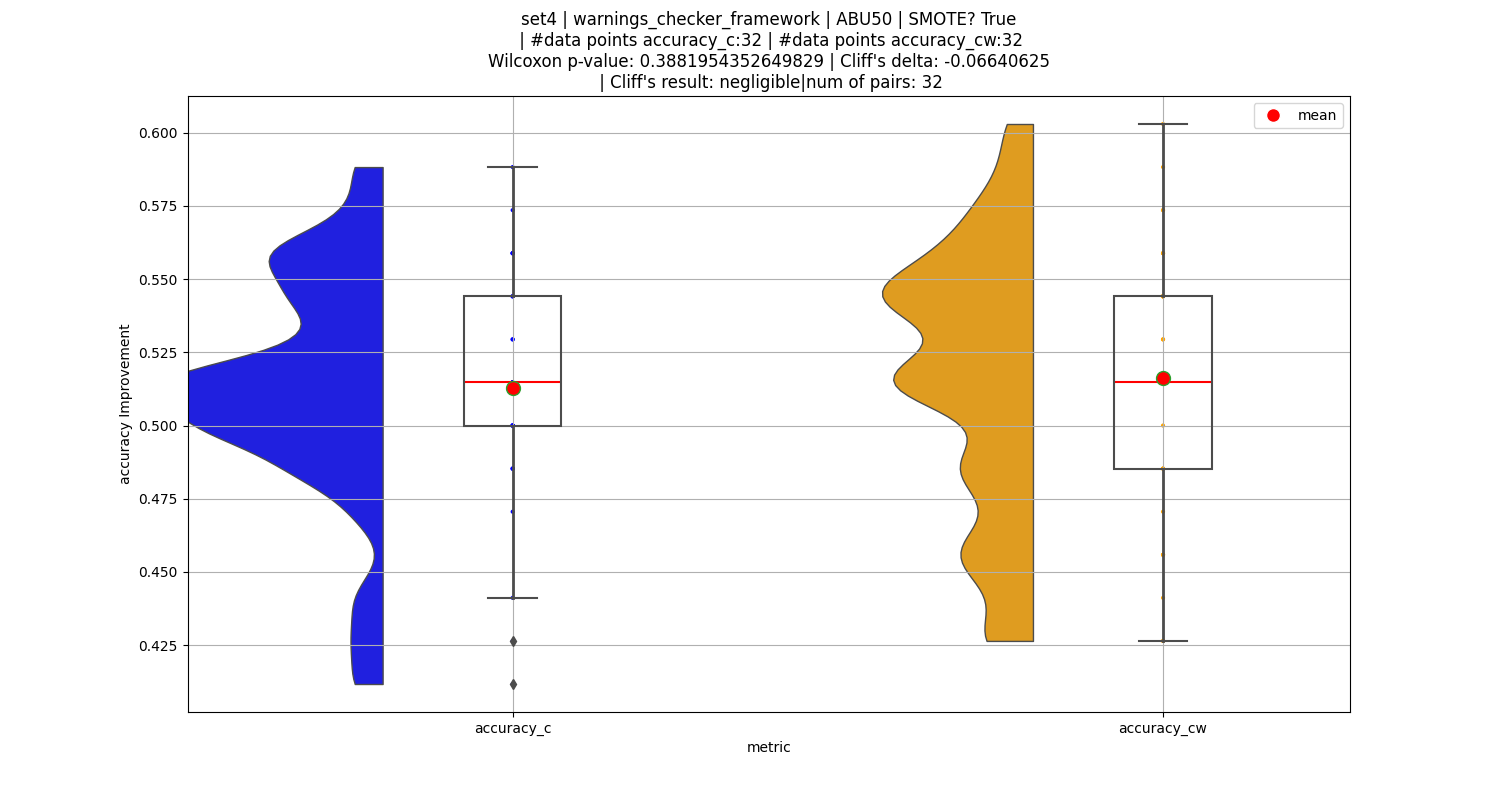 set4 | warnings_checker_framework | ABU50 | SMOTE? True
| #data points accuracy_c:32 | #data points accuracy_cw:32
Wilcoxon p-value: 0.3881954352649829 | Cliff's delta: -0.06640625
| Cliff's result: negligible|num of pairs: 32
mean
0.600
0.575
0.550
0.525
0.500
0.475
0.450
0.425
accuracy Improvement
accuracy_c
accuracy_cw
metric